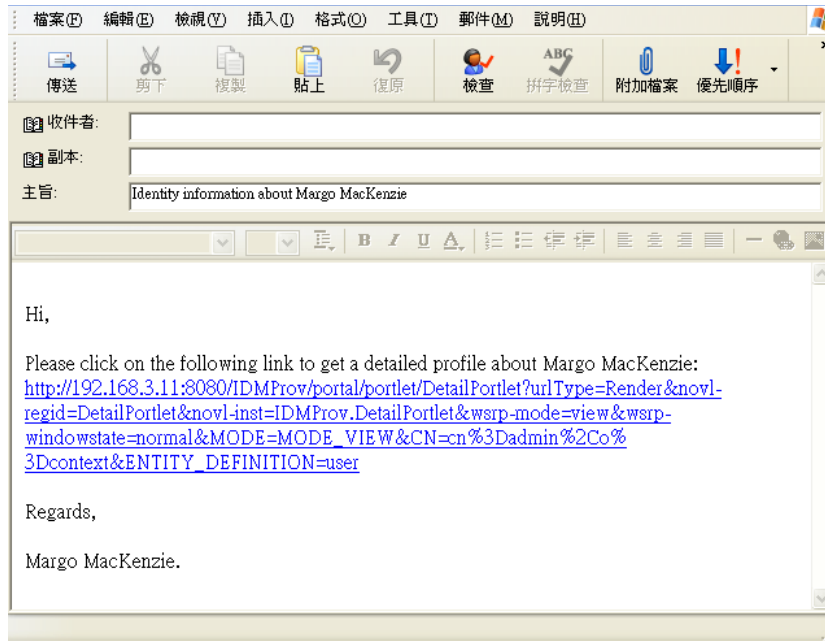 檔案(F) 編輯(E) 檢視(V) 插入(I) 格式(O) 工具(T) 郵件(M) 說明(H)
傳送 剪下 複製 貼上 復原 檢查 ABC 拼字檢查 附加檔案 優先順序
收件者:
副本:
主旨: Identity information about Margo MacKenzie
B I U A
Hi,
Please click on the following link to get a detailed profile about Margo MacKenzie:
http://192.168.3.11:8080/IDMProv/portal/portlet/DetailPortlet?urlType=Render&novl-
regid=DetailPortlet&novl-inst=IDMProv.DetailPortlet&wsrp-mode=view&wsrp-
windowstate=normal&MODE=MODE_VIEW&CN=cn%3Dadmin%2Co%
3Dcontext&ENTITY_DEFINITION=user
Regards,
Margo MacKenzie.